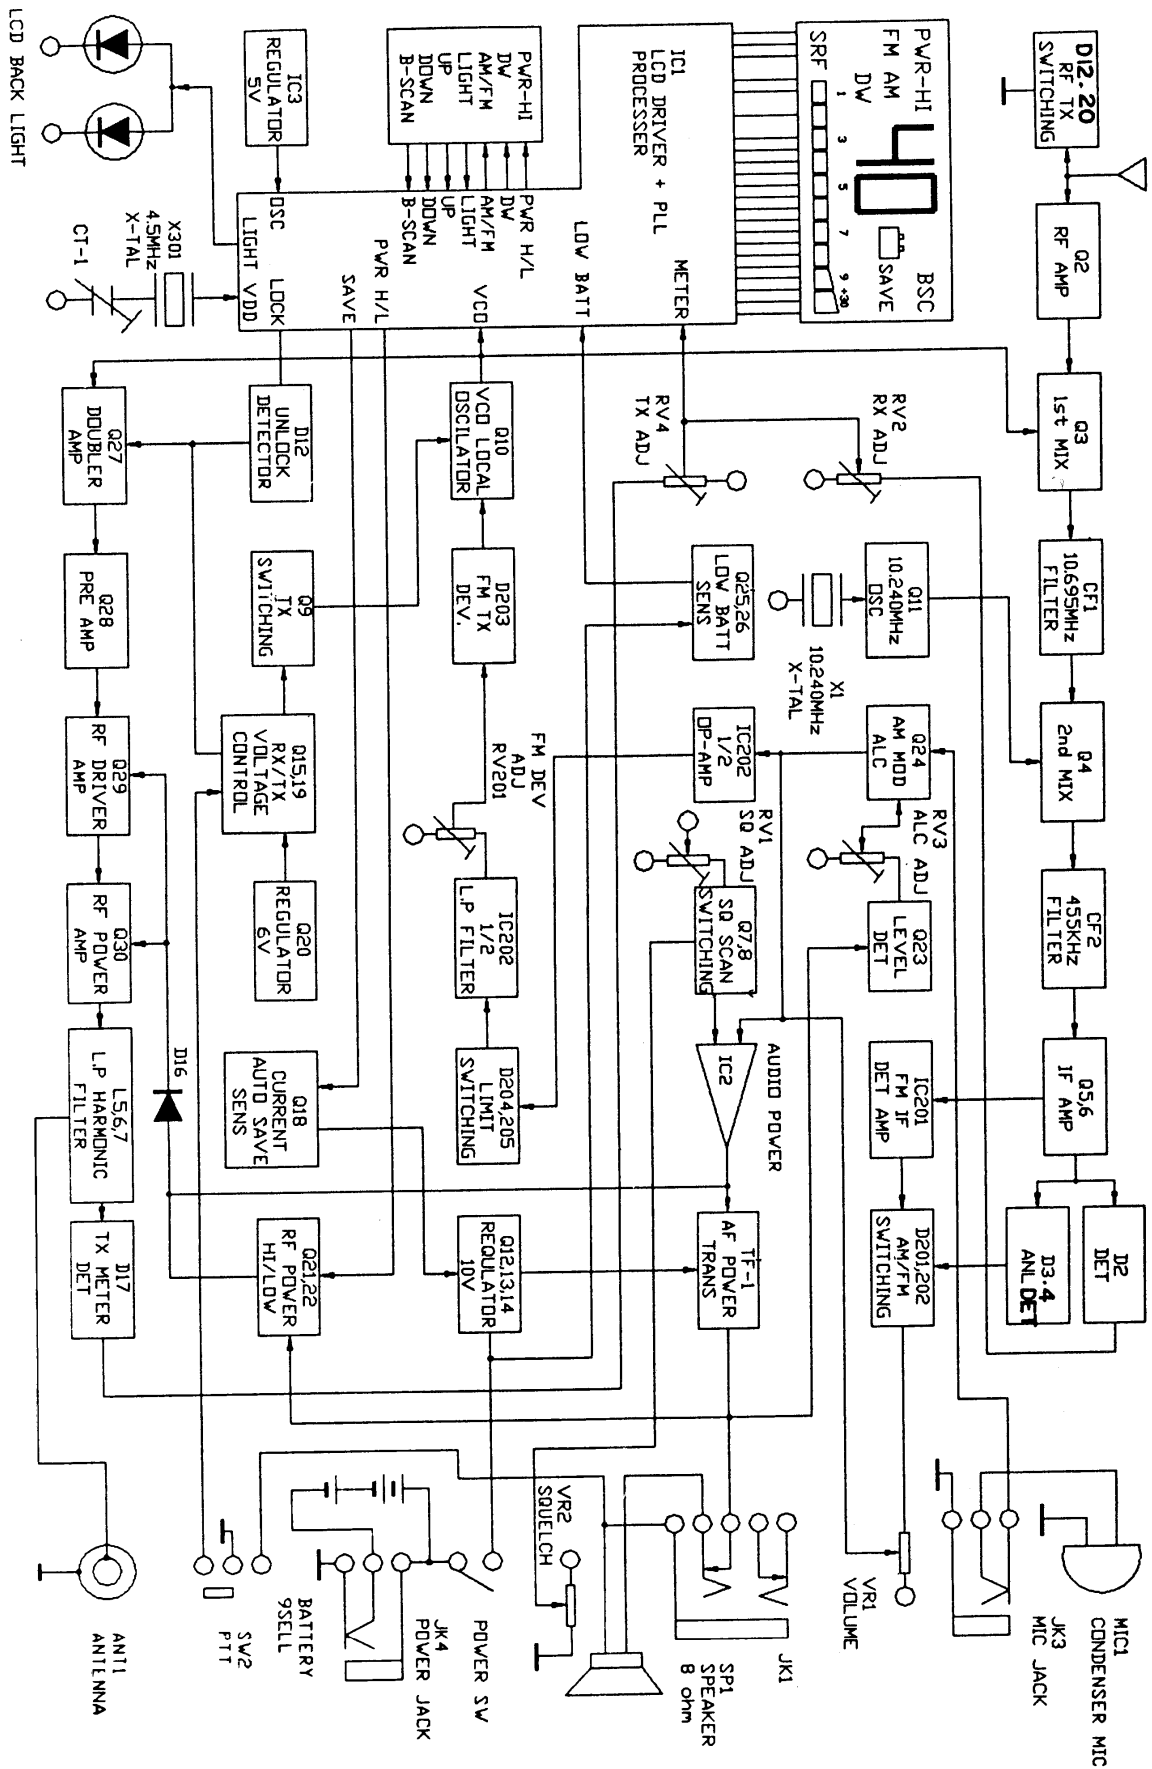 PWR-HI
BSC
FM AM
DW
SAVE
SRF
1
3
5
7
9
+30
IC1
LCD DRIVER + PLL
PROCESSER
METER
LOW BATT
PWR-HI
DW
AM/FM
LIGHT
UP
DOWN
B-SCAN
PWR H/L
DW
AM/FM
LIGHT
UP
DOWN
B-SCAN
VCO
PWR H/L
SAVE
OSC
LOCK
LIGHT
VDD
IC3
REGULATOR
5V
LCD BACK LIGHT
X301
4.5MHz
X-TAL
CT-1
D12.20
RF TX
SWITCHING
Q2
RF AMP
Q3
1st MIX
CF1
10.695MHz
FILTER
Q4
2nd MIX
CF2
455KHz
FILTER
Q5,6
IF AMP
D2
DET
D3.4
ANLDET
RV2
RX ADJ
RV4
TX ADJ
Q11
10.240MHz
OSC
X1
10.240MHz
X-TAL
Q24
AM MOD
ALC
RV3
ALC ADJ
Q23
LEVEL
DET
IC201
FM IF
DET AMP
D201,202
AM/FM
SWITCHING
Q25,26
LOW BATT
SENS
IC202
1/2
OP-AMP
RV1
SQ ADJ
Q7,8
SQ SCAN
SWITCHING
IC2
AUDIO POWER
TF-1
AF POWER
TRANS
Q10
VCO LOCAL
OSCILATOR
D203
FM TX
DEV.
FM DEV
ADJ
RV201
IC202
1/2
L.P FILTER
D204,205
LIMIT
SWITCHING
Q12,13,14
REQULATOR
10V
D12
UNLOCK
DETECTOR
Q9
TX
SWITCHING
Q15,19
RX/TX
VOLTAGE
CONTROL
Q20
REGULATOR
6V
Q18
CURRENT
AUTO SAVE
SENS
Q21,22
RF POWER
HI/LOW
D16
Q27
DOUBLER
AMP
Q28
PRE AMP
Q29
RF DRIVER
AMP
Q30
RF POWER
AMP
L5,6,7
L.P HARMONIC
FILTER
D17
TX METER
DET
MIC1
CONDENSER MIC
JK3
MIC JACK
VR1
VOLUME
JK1
SP1
SPEAKER
8 ohm
VR2
SQUELCH
POWER SW
JK4
POWER JACK
BATTERY
9SELL
SW2
PTT
ANT1
ANTENNA